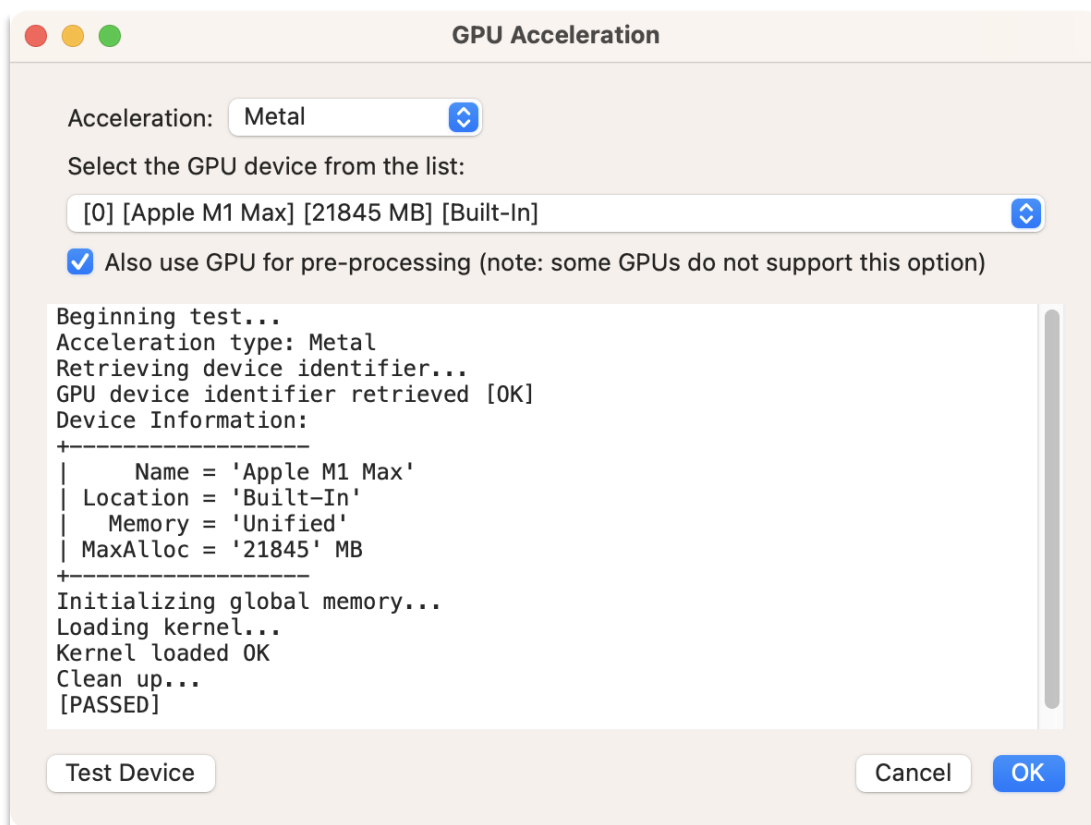 GPU Acceleration
Acceleration: Metal
Select the GPU device from the list:
[0] [Apple M1 Max] [21845 MB] [Built-In]
Also use GPU for pre-processing (note: some GPUs do not support this option)
Beginning test...
Acceleration type: Metal
Retrieving device identifier...
GPU device identifier retrieved [OK]
Device Information:
+------------------
|     Name = 'Apple M1 Max'
| Location = 'Built-In'
|   Memory = 'Unified'
| MaxAlloc = '21845' MB
+------------------
Initializing global memory...
Loading kernel...
Kernel loaded OK
Clean up...
[PASSED]
Test Device Cancel OK